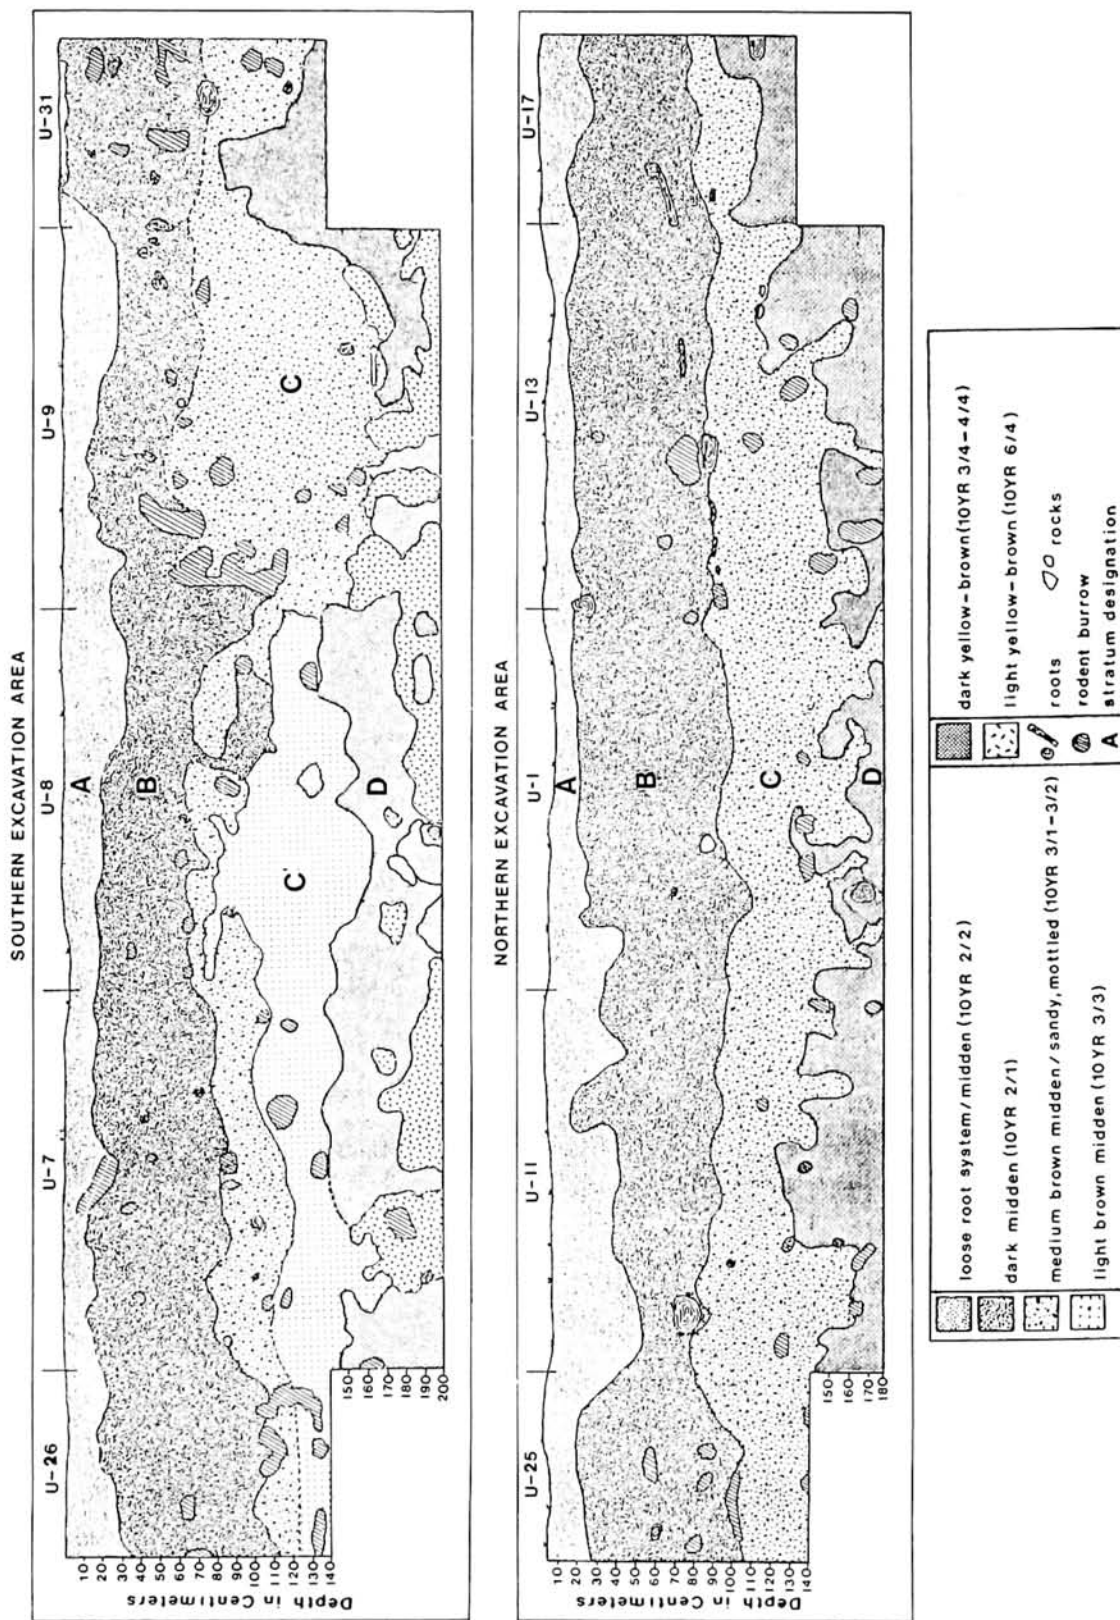 SOUTHERN EXCAVATION AREA
U-26
U-7
U-8
U-9
U-31
A
B
C
C
D
Depth in Centimeters
10
20
30
40
50
60
70
80
90
100
110
120
130
140
150
160
170
180
190
200
NORTHERN EXCAVATION AREA
U-25
U-11
U-1
U-13
U-17
A
B
C
D
Depth in Centimeters
10
20
30
40
50
60
70
80
90
100
110
120
130
140
150
160
170
180
loose root system/midden (10YR 2/2)
dark midden (10YR 2/1)
medium brown midden/sandy, mottled (10YR 3/1-3/2)
light brown midden (10YR 3/3)
dark yellow-brown (10YR 3/4-4/4)
light yellow-brown (10YR 6/4)
roots
rocks
rodent burrow
A stratum designation